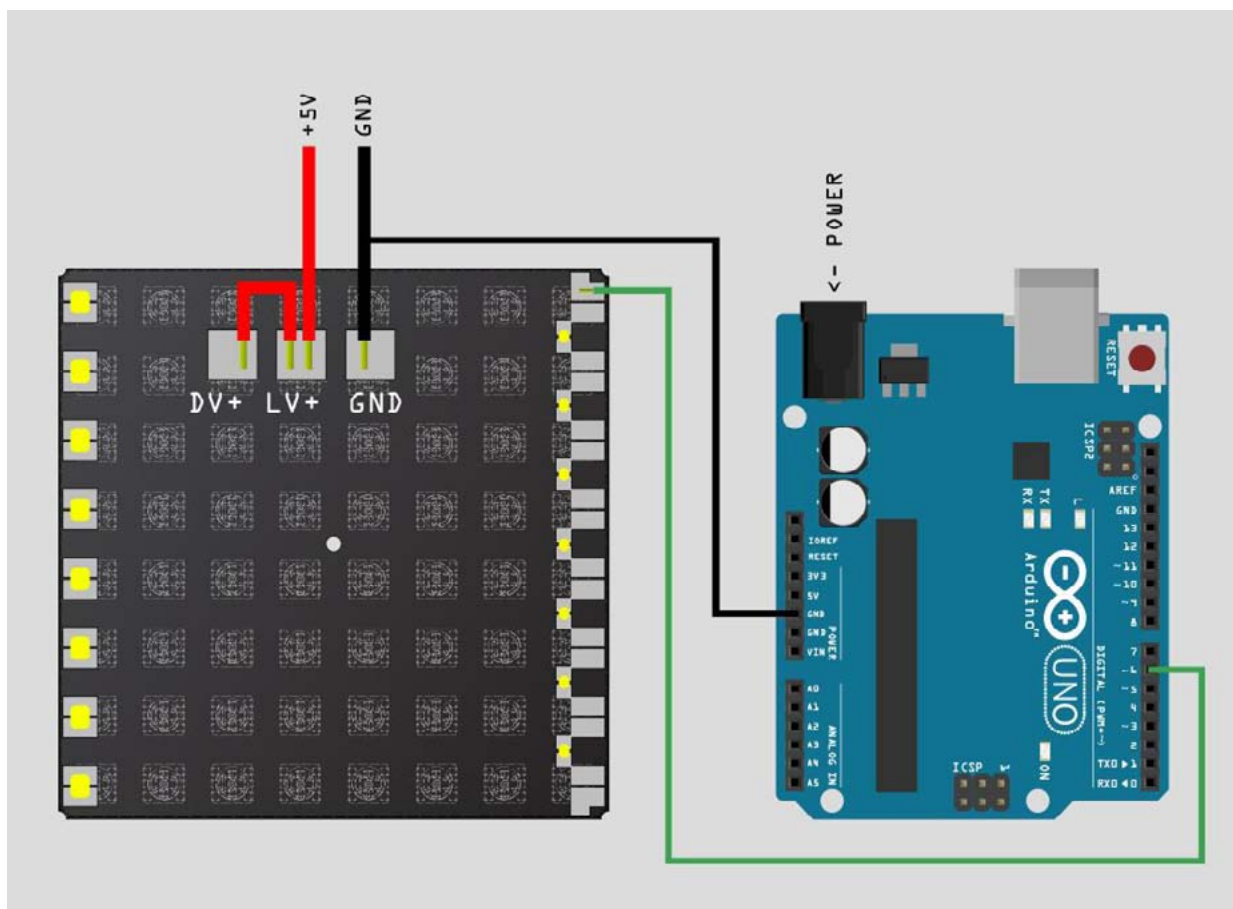 +5V
GND
<- POWER
DV+ LV+ GND
RESET
ICSP2
AREF
GND
13
12
~11
~10
~9
8
L
TX
RX
IOREF
RESET
3V3
5V
GND
GND
VIN
POWER
Arduino™
UNO
DIGITAL (PWM=~)
7
~6
~5
4
~3
2
TX0▶1
RX0◀0
A0
A1
A2
A3
A4
A5
ANALOG IN
ICSP
1
ON